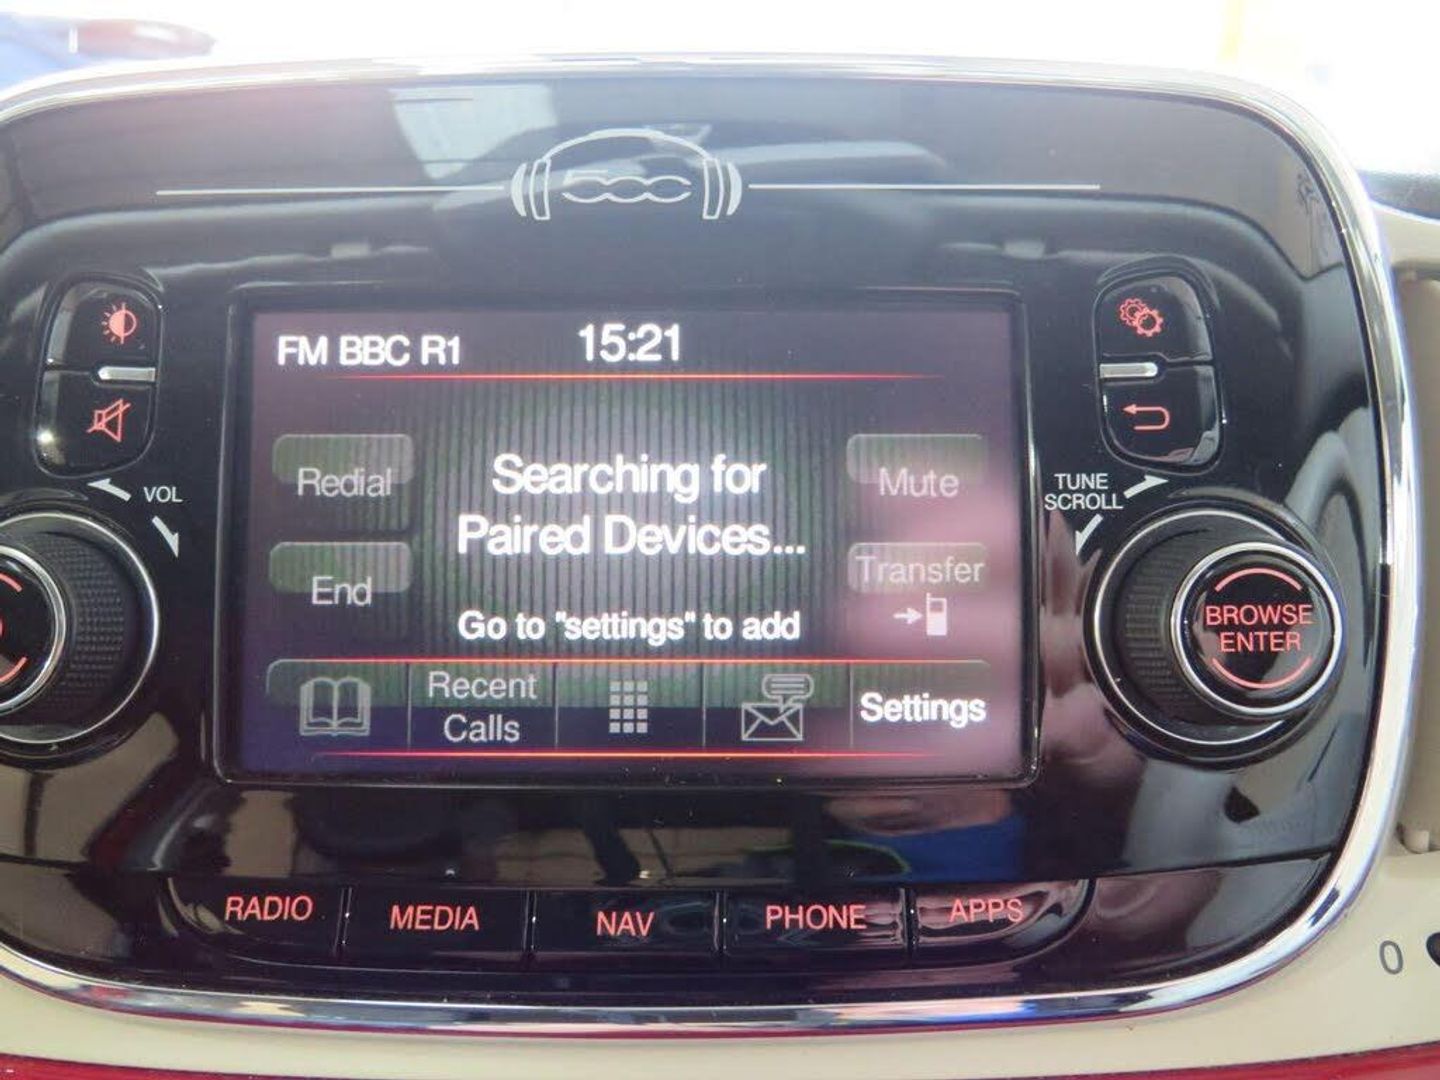 500
FM BBC R1 15:21
Redial
Searching for
Paired Devices...
Mute
End
Transfer
Go to "settings" to add
Recent
Calls
Settings
VOL
TUNE
SCROLL
BROWSE
ENTER
RADIO MEDIA NAV PHONE APPS
0